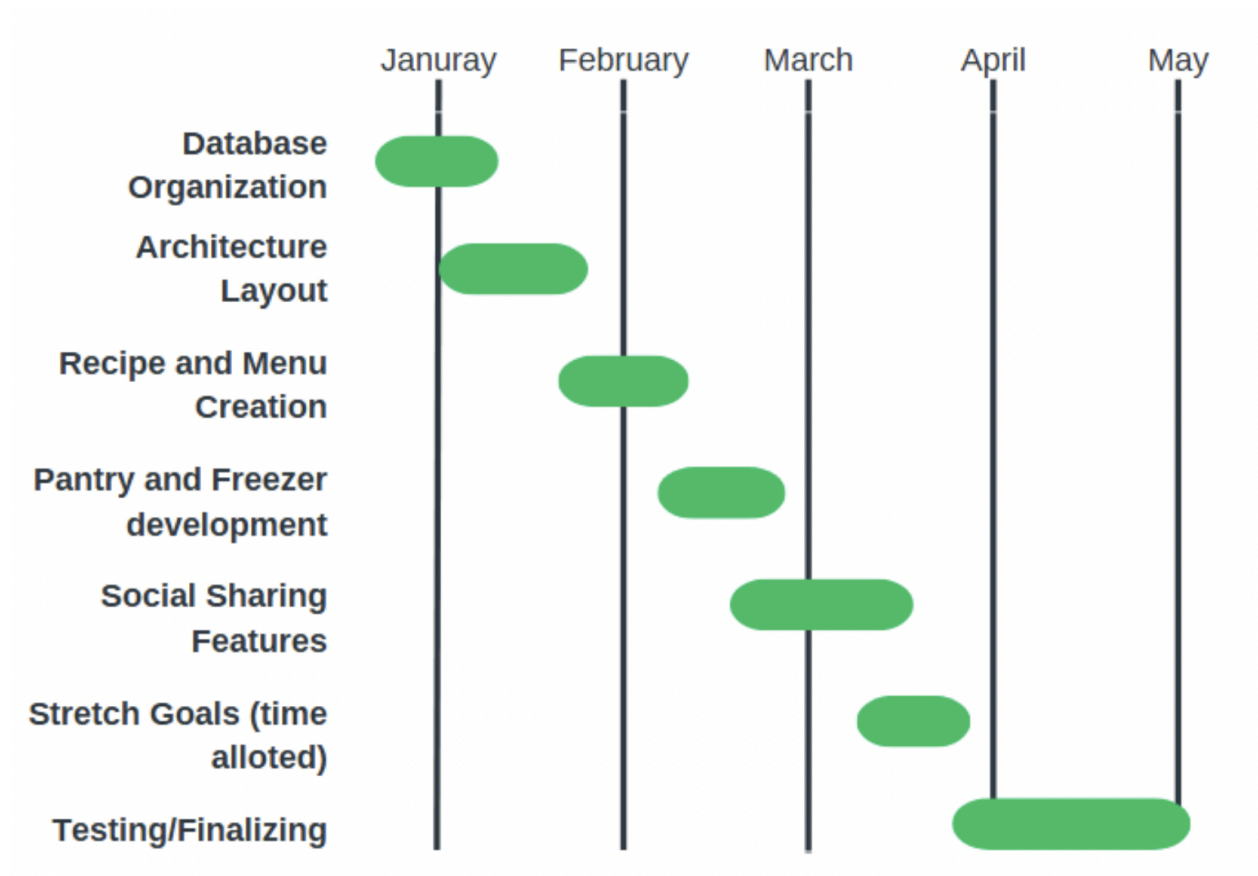 Januray February March April May
Database
Organization
Architecture
Layout
Recipe and Menu
Creation
Pantry and Freezer
development
Social Sharing
Features
Stretch Goals (time
alloted)
Testing/Finalizing